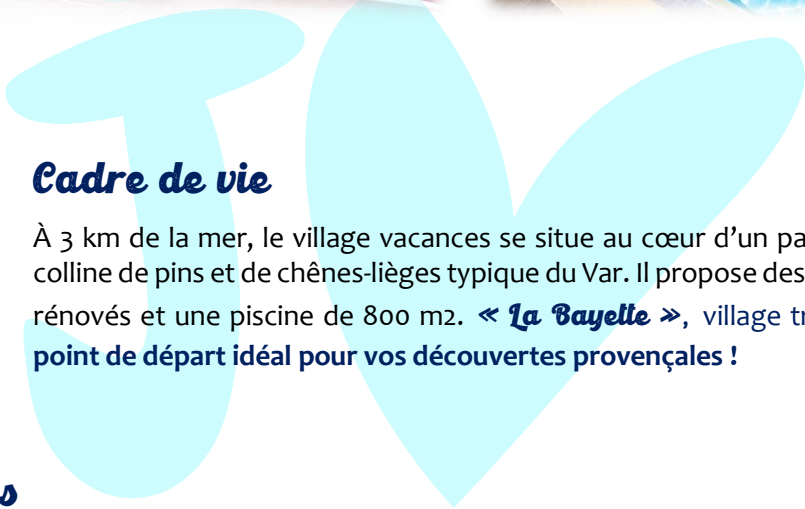 Cadre de vie
À 3 km de la mer, le village vacances se situe au cœur d’un pa
colline de pins et de chênes-lièges typique du Var. Il propose des
rénovés et une piscine de 800 m2. « La Bayette », village tr
point de départ idéal pour vos découvertes provençales !
s